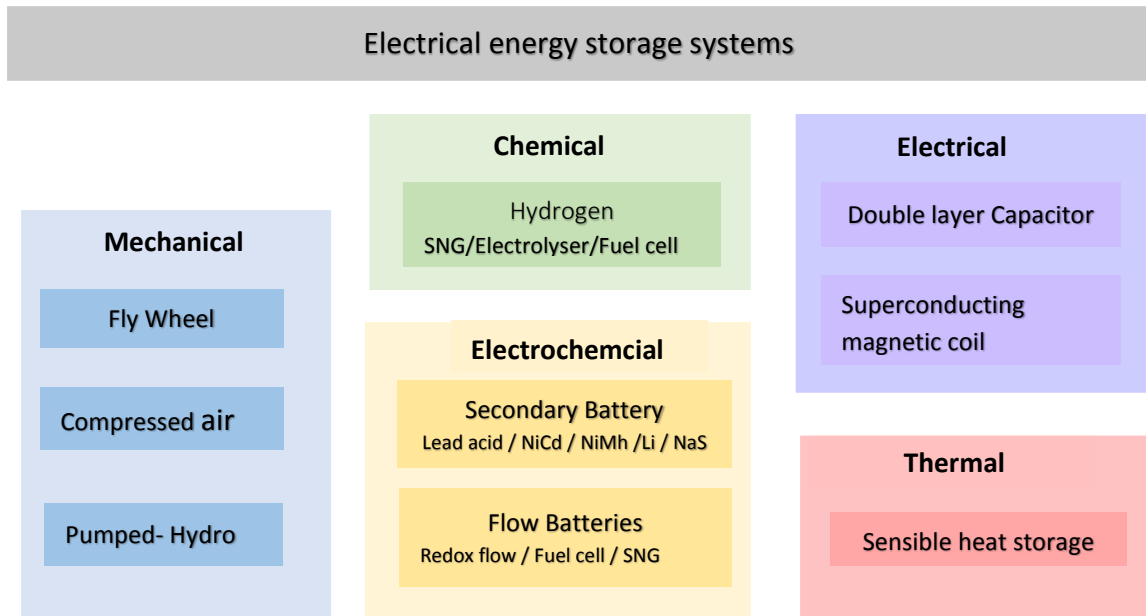 Electrical energy storage systems
Mechanical
Fly Wheel
Compressed air
Pumped- Hydro
Chemical
Hydrogen
SNG/Electrolyser/Fuel cell
Electrochemcial
Secondary Battery
Lead acid / NiCd / NiMh /Li / NaS
Flow Batteries
Redox flow / Fuel cell / SNG
Electrical
Double layer Capacitor
Superconducting
magnetic coil
Thermal
Sensible heat storage